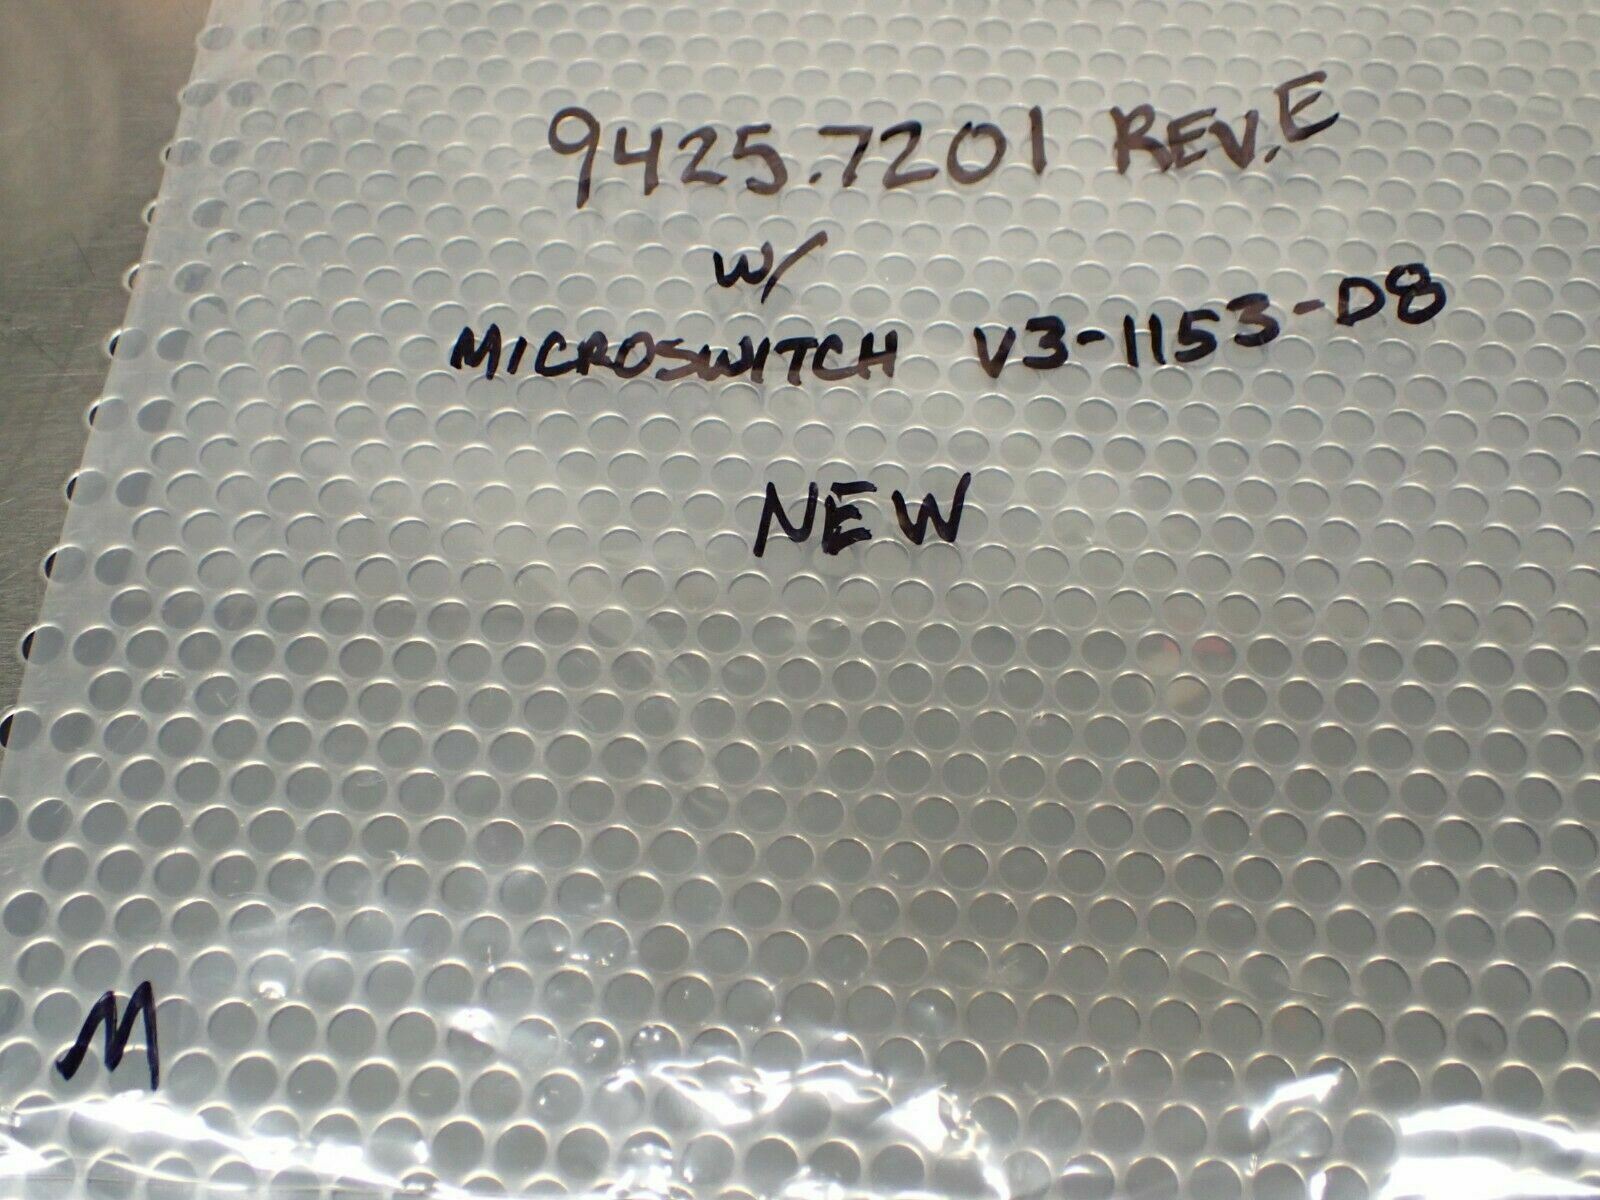 9425.7201 REV.E
W/
MICROSWITCH V3-1153-D8
NEW
M